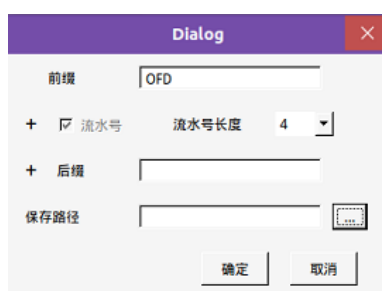 Dialog
前缀 OFD
+ 流水号 流水号长度 4
+ 后缀
保存路径 ...
确定 取消